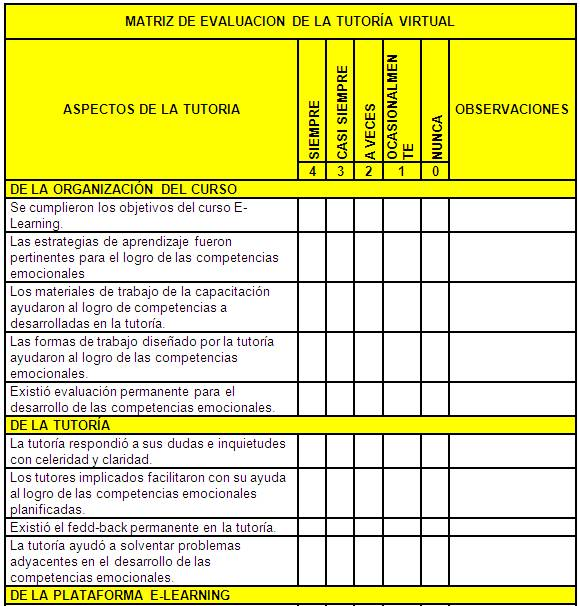 MATRIZ DE EVALUACION DE LA TUTORÍA VIRTUAL
ASPECTOS DE LA TUTORIA
SIEMPRE
CASI SIEMPRE
A VECES
OCASIONALMEN
TE
NUNCA
OBSERVACIONES
4 3 2 1 0
DE LA ORGANIZACIÓN DEL CURSO
Se cumplieron los objetivos del curso E-
Learning.
Las estrategias de aprendizaje fueron
pertinentes para el logro de las competencias
emocionales
Los materiales de trabajo de la capacitación
ayudaron al logro de competencias a
desarrolladas en la tutoría.
Las formas de trabajo diseñado por la tutoría
ayudaron al logro de las competencias
emocionales.
Existió evaluación permanente para el
desarrollo de las competencias emocionales.
DE LA TUTORÍA
La tutoría respondió a sus dudas e inquietudes
con celeridad y claridad.
Los tutores implicados facilitaron con su ayuda
al logro de las competencias emocionales
planificadas.
Existió el fedd-back permanente en la tutoría.
La tutoría ayudó a solventar problemas
adyacentes en el desarrollo de las
competencias emocionales.
DE LA PLATAFORMA E-LEARNING